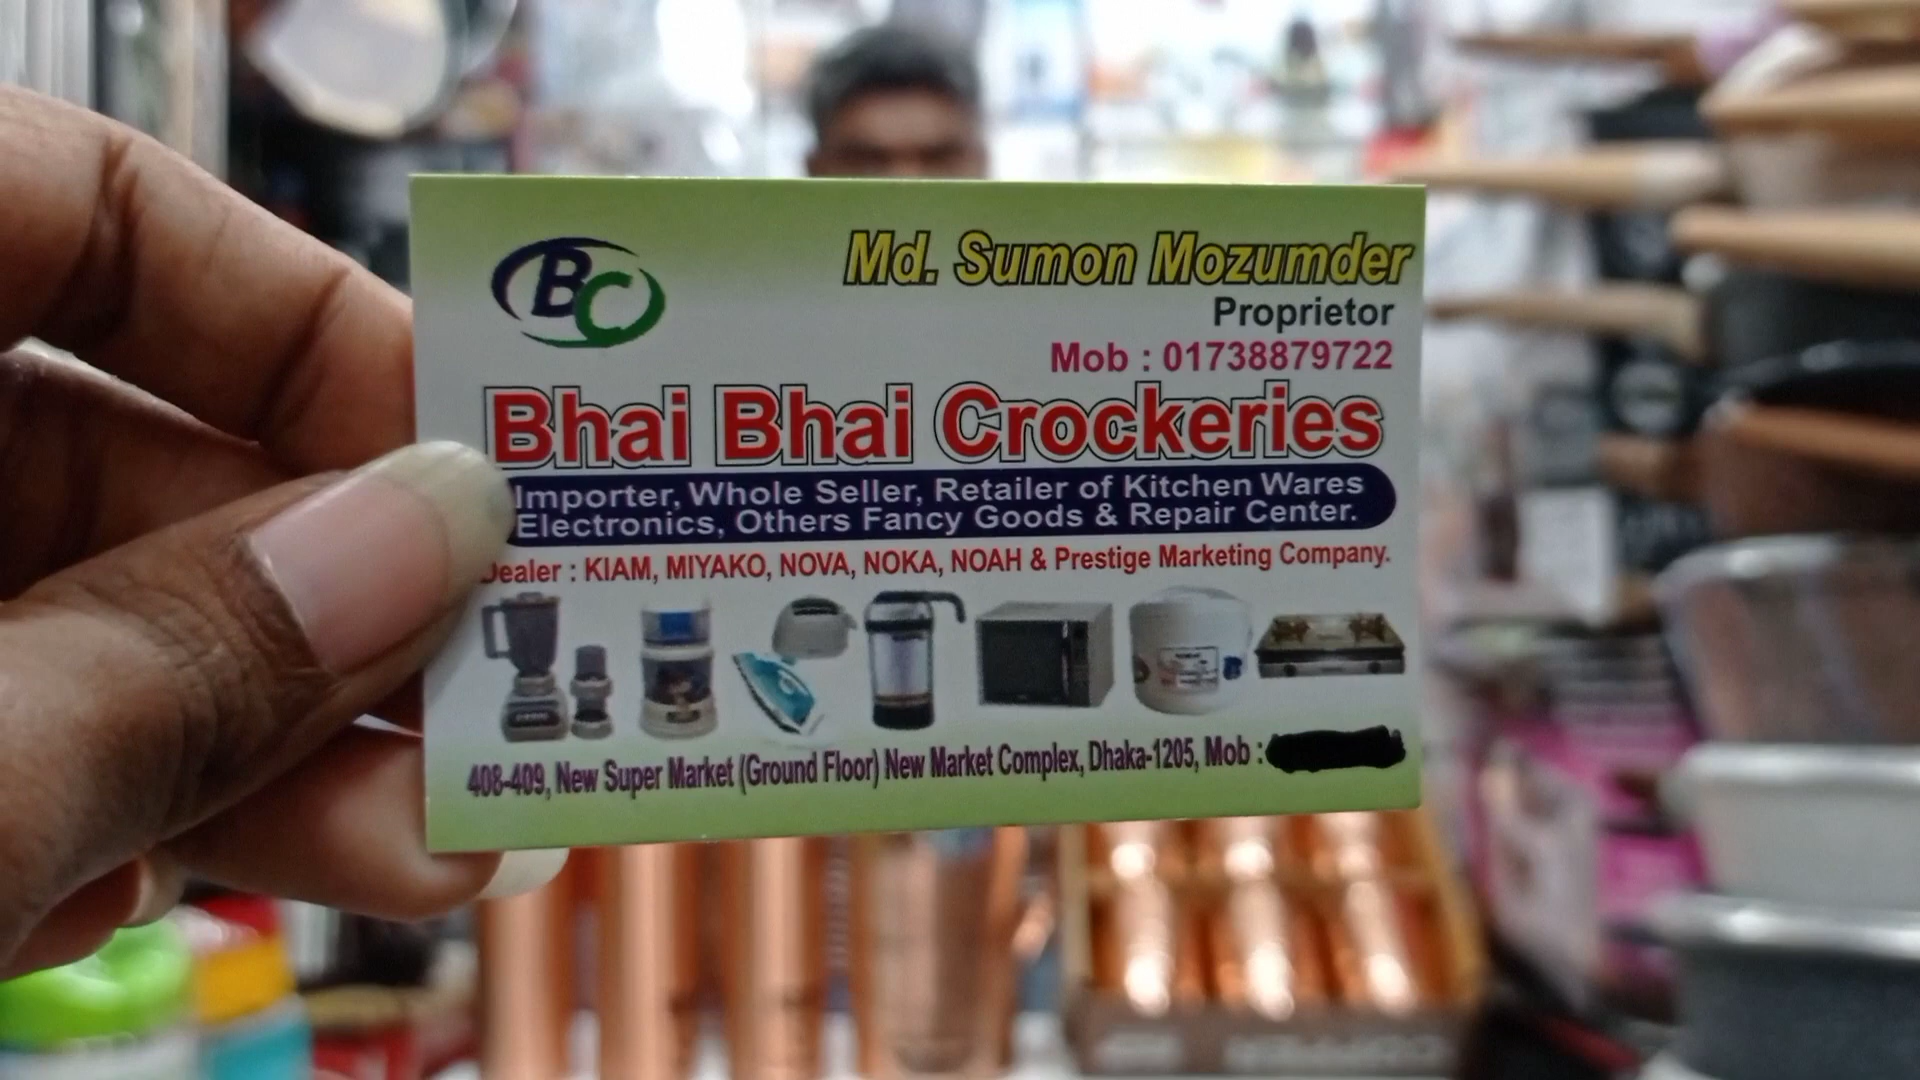 BC
Md. Sumon Mozumder
Proprietor
Mob : 01738879722
Bhai Bhai Crockeries
Importer, Whole Seller, Retailer of Kitchen Wares
Electronics, Others Fancy Goods & Repair Center.
Dealer : KIAM, MIYAKO, NOVA, NOKA, NOAH & Prestige Marketing Company.
408-409, New Super Market (Ground Floor) New Market Complex, Dhaka-1205, Mob :